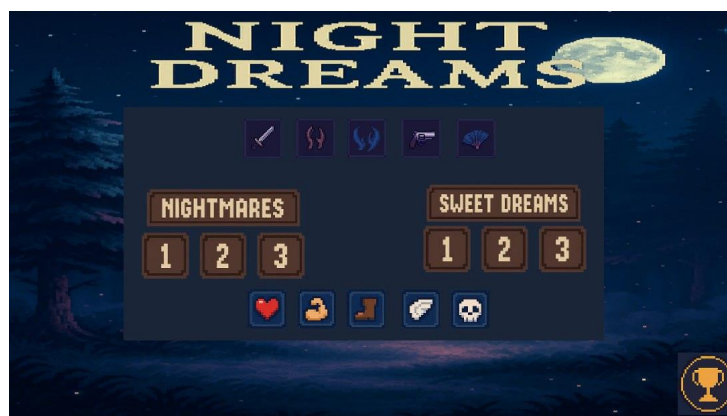 NIGHT
DREAMS
NIGHTMARES
SWEET DREAMS
1 2 3
1 2 3